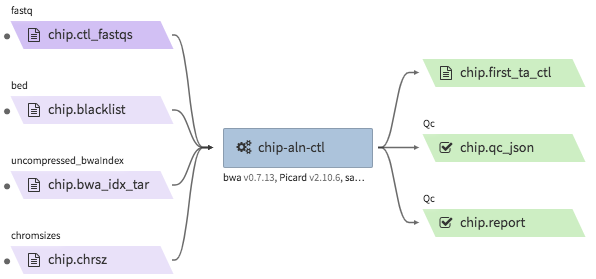 fastq
chip.ctl_fastqs
bed
chip.blacklist
uncompressed_bwaIndex
chip.bwa_idx_tar
chromsizes
chip.chrsz
chip-aln-ctl
bwa v0.7.13, Picard v2.10.6, sa...
chip.first_ta_ctl
Qc
chip.qc_json
Qc
chip.report